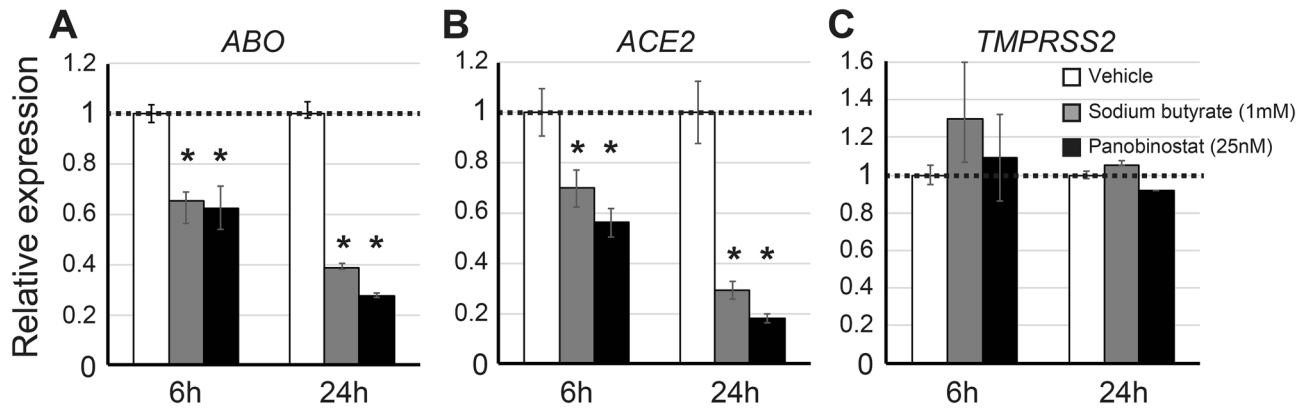 A
ABO
Relative expression
1.2
1
0.8
0.6
0.4
0.2
0
* *
* *
6h
24h
B
ACE2
1.2
1
0.8
0.6
0.4
0.2
0
* *
* *
6h
24h
C
TMPRSS2
1.6
1.4
1.2
1
0.8
0.6
0.4
0.2
0
Vehicle
Sodium butyrate (1mM)
Panobinostat (25nM)
6h
24h